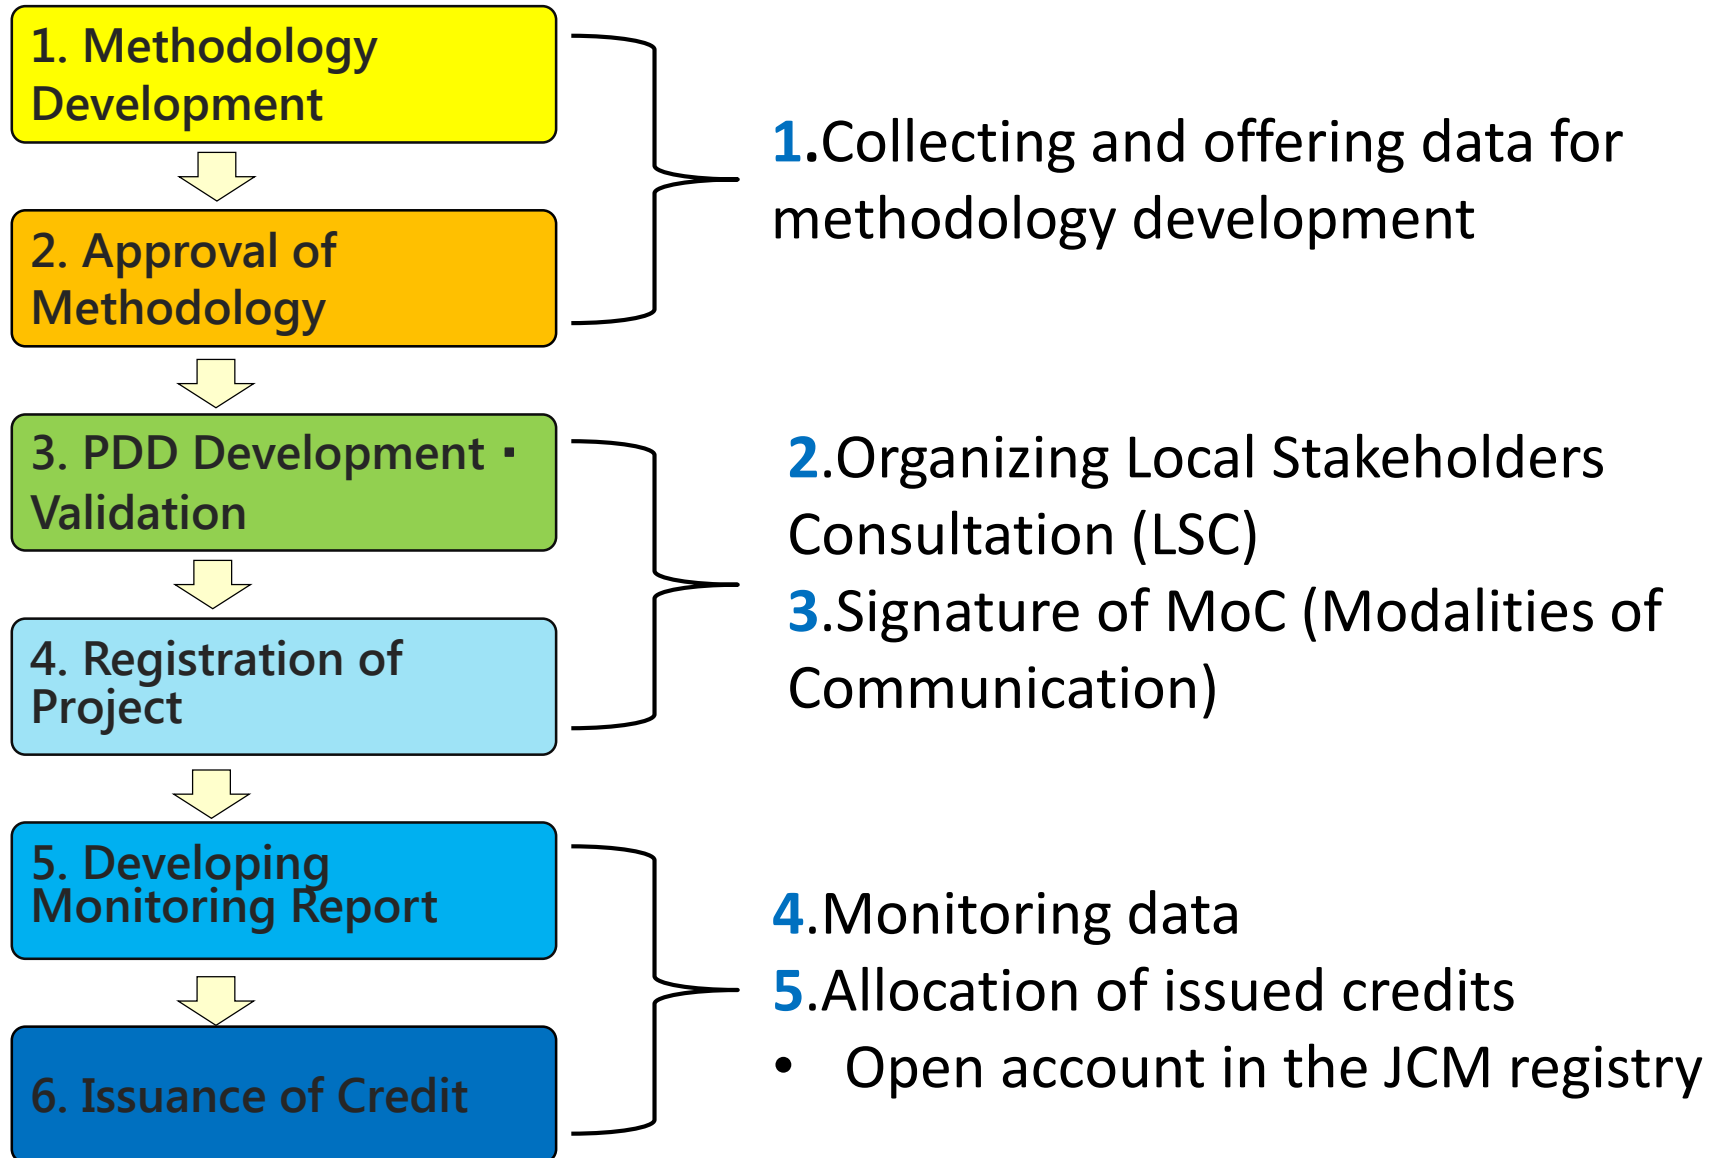 1. Methodology
Development
2. Approval of
Methodology
3. PDD Development・
Validation
4. Registration of
Project
5. Developing
Monitoring Report
6. Issuance of Credit
1.Collecting and offering data for
methodology development
2.Organizing Local Stakeholders
Consultation (LSC)
3.Signature of MoC (Modalities of
Communication)
4.Monitoring data
5.Allocation of issued credits
• Open account in the JCM registry